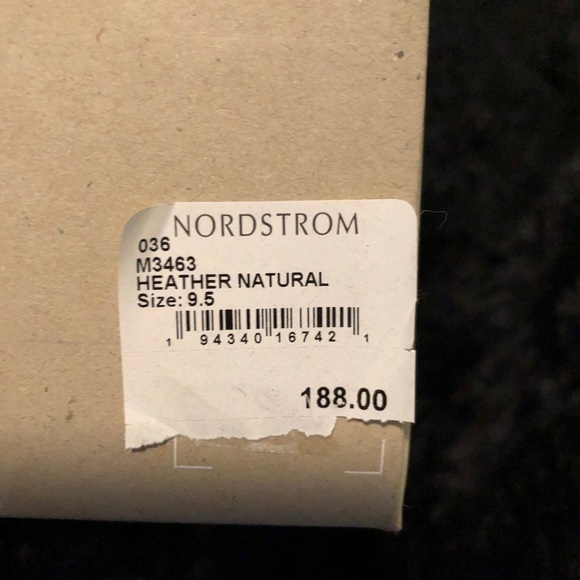 NORDSTROM
036
M3463
HEATHER NATURAL
Size: 9.5
1 94340 16742 1
188.00